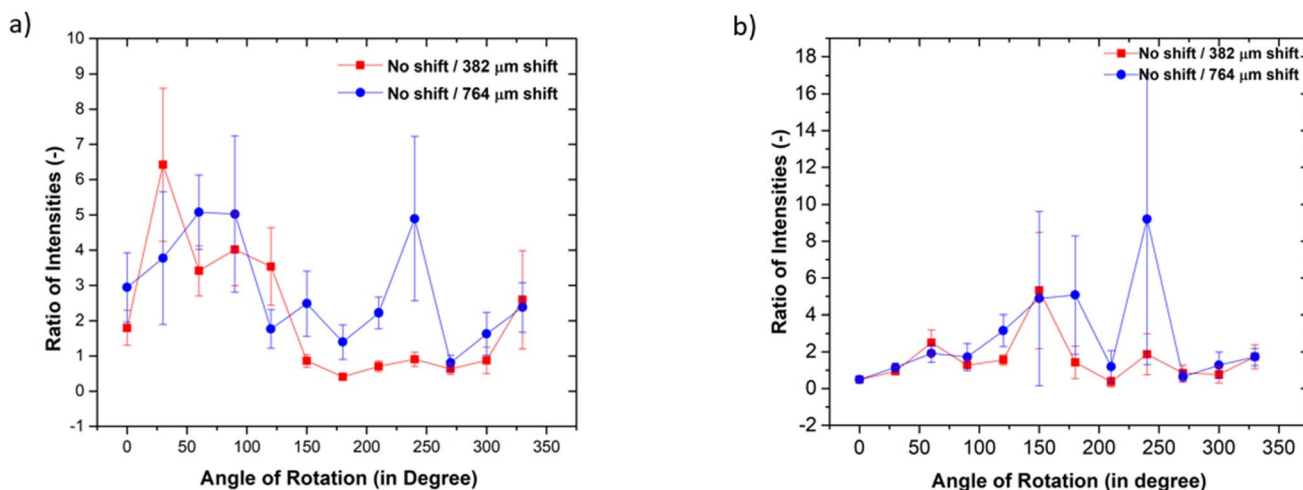 a)
10
9
8
7
6
5
4
3
2
1
0
-1
Ratio of Intensities (-)
No shift / 382 μm shift
No shift / 764 μm shift
0 50 100 150 200 250 300 350
Angle of Rotation (in Degree)
b)
18
16
14
12
10
8
6
4
2
0
-2
Ratio of Intensities (-)
No shift / 382 μm shift
No shift / 764 μm shift
0 50 100 150 200 250 300 350
Angle of Rotation (in degree)